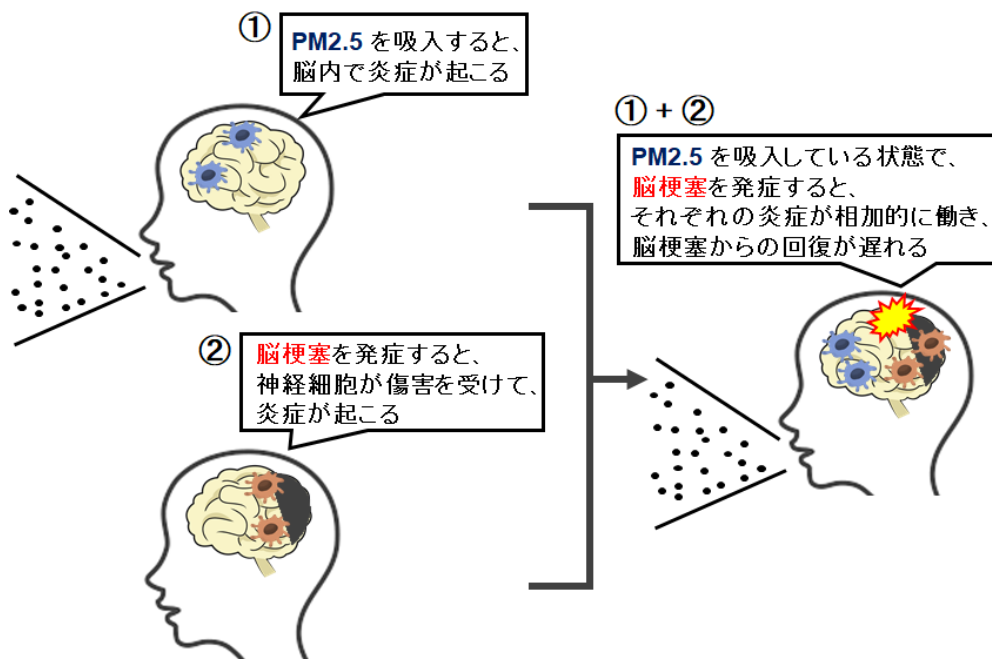 ①
PM2.5 を吸入すると、
脳内で炎症が起こる
② 
脳梗塞を発症すると、
神経細胞が傷害を受けて、
炎症が起こる
① + ②
PM2.5 を吸入している状態で、
脳梗塞を発症すると、
それぞれの炎症が相加的に働き、
脳梗塞からの回復が遅れる